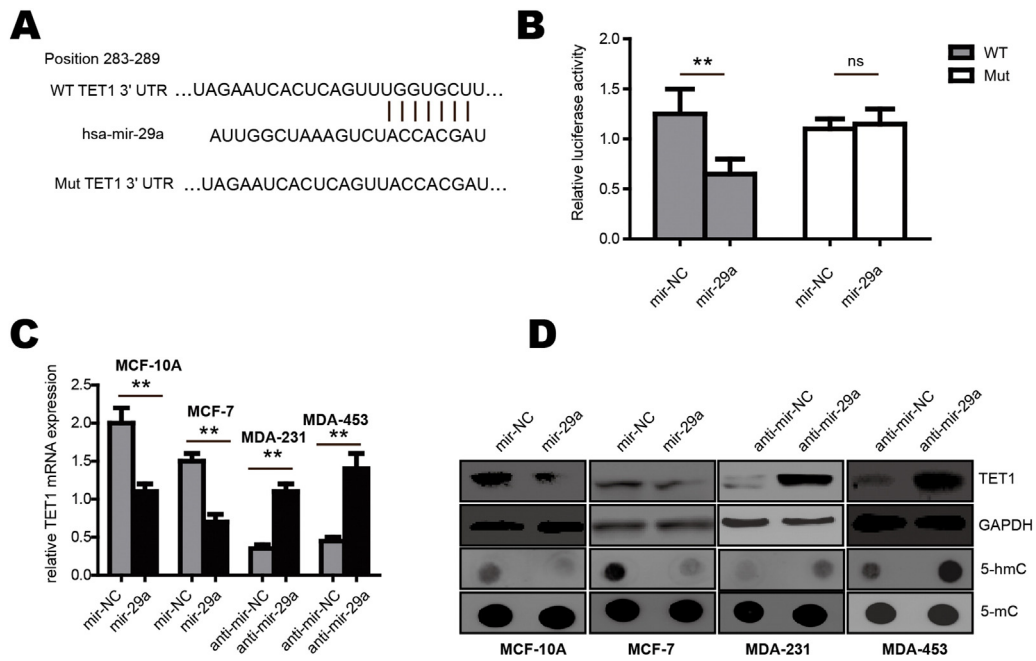 A
Position 283-289
WT TET1 3' UTR ...UAGAAUCACUCAGUUUGGUGCUU...
hsa-mir-29a AUUGGCUAAAGUCUACCACGAU
Mut TET1 3' UTR ...UAGAAUCACUCAGUUACCACGAU...
B
Relative luciferase activity
2.0
1.5
1.0
0.5
0.0
**
ns
WT
Mut
mir-NC
mir-29a
mir-NC
mir-29a
C
relative TET1 mRNA expression
2.5
2.0
1.5
1.0
0.5
0.0
MCF-10A
**
MCF-7
**
MDA-231
**
MDA-453
**
mir-NC
mir-29a
mir-NC
mir-29a
anti-mir-NC
anti-mir-29a
anti-mir-NC
anti-mir-29a
D
mir-NC
mir-29a
mir-NC
mir-29a
anti-mir-NC
anti-mir-29a
anti-mir-NC
anti-mir-29a
TET1
GAPDH
5-hmC
5-mC
MCF-10A
MCF-7
MDA-231
MDA-453